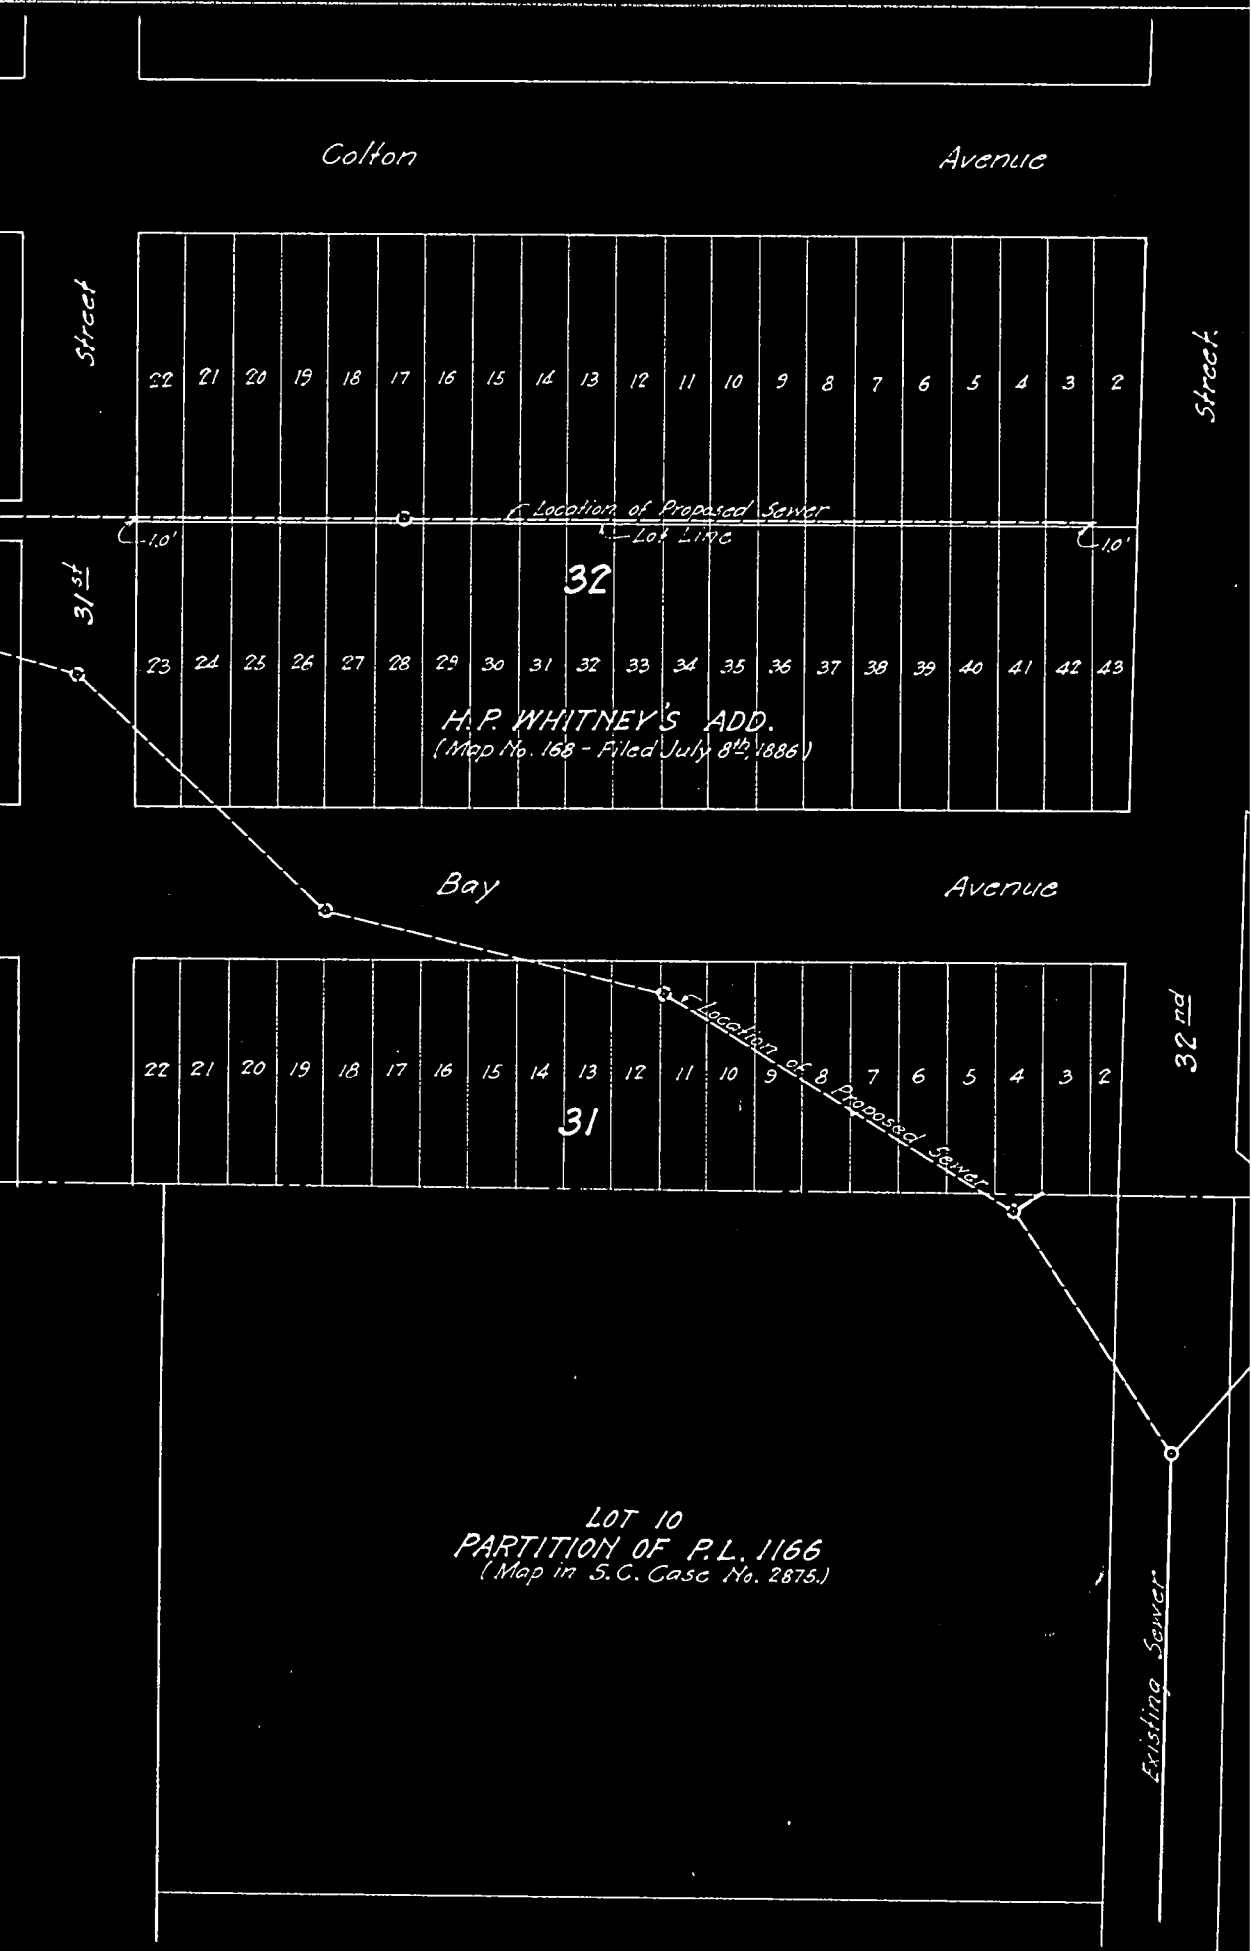 Colton Avenue
Street
Street.
22 21 20 19 18 17 16 15 14 13 12 11 10 9 8 7 6 5 4 3 2
Location of Proposed Sewer
Lot Line
1.0'
1.0'
32
31st
23 24 25 26 27 28 29 30 31 32 33 34 35 36 37 38 39 40 41 42 43
H.P. WHITNEY'S ADD.
(Map No. 168 - Filed July 8th, 1886)
Bay Avenue
32nd
Location of Proposed Sewer
22 21 20 19 18 17 16 15 14 13 12 11 10 9 8 7 6 5 4 3 2
31
LOT 10
PARTITION OF P.L. 1166
(Map in S.C. Case No. 2875.)
Existing Sewer